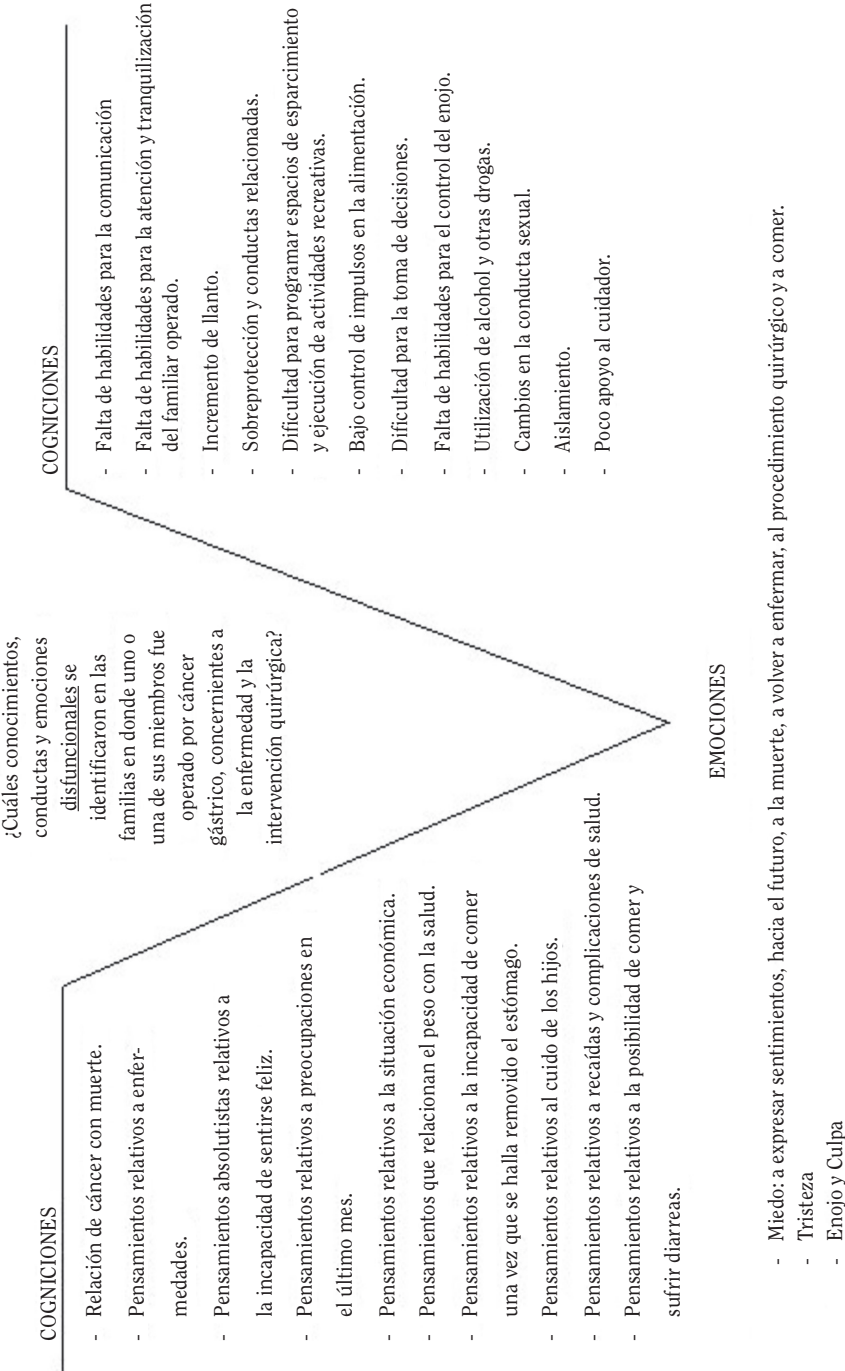 ¿Cuáles conocimientos,
conductas y emociones
disfuncionales se
identificaron en las
familias en donde uno o
una de sus miembros fue
operado por cáncer
gástrico, concernientes a
la enfermedad y la
intervención quirúrgica?
COGNICIONES
- Relación de cáncer con muerte.
- Pensamientos relativos a enfer-
medades.
- Pensamientos absolutistas relativos a
la incapacidad de sentirse feliz.
- Pensamientos relativos a preocupaciones en
el último mes.
- Pensamientos relativos a la situación económica.
- Pensamientos que relacionan el peso con la salud.
- Pensamientos relativos a la incapacidad de comer
una vez que se halla removido el estómago.
- Pensamientos relativos al cuido de los hijos.
- Pensamientos relativos a recaídas y complicaciones de salud.
- Pensamientos relativos a la posibilidad de comer y
sufrir diarreas.
COGNICIONES
- Falta de habilidades para la comunicación
- Falta de habilidades para la atención y tranquilización
del familiar operado.
- Incremento de llanto.
- Sobreprotección y conductas relacionadas.
- Dificultad para programar espacios de esparcimiento
y ejecución de actividades recreativas.
- Bajo control de impulsos en la alimentación.
- Dificultad para la toma de decisiones.
- Falta de habilidades para el control del enojo.
- Utilización de alcohol y otras drogas.
- Cambios en la conducta sexual.
- Aislamiento.
- Poco apoyo al cuidador.
EMOCIONES
- Miedo: a expresar sentimientos, hacia el futuro, a la muerte, a volver a enfermar, al procedimiento quirúrgico y a comer.
- Tristeza
- Enojo y Culpa